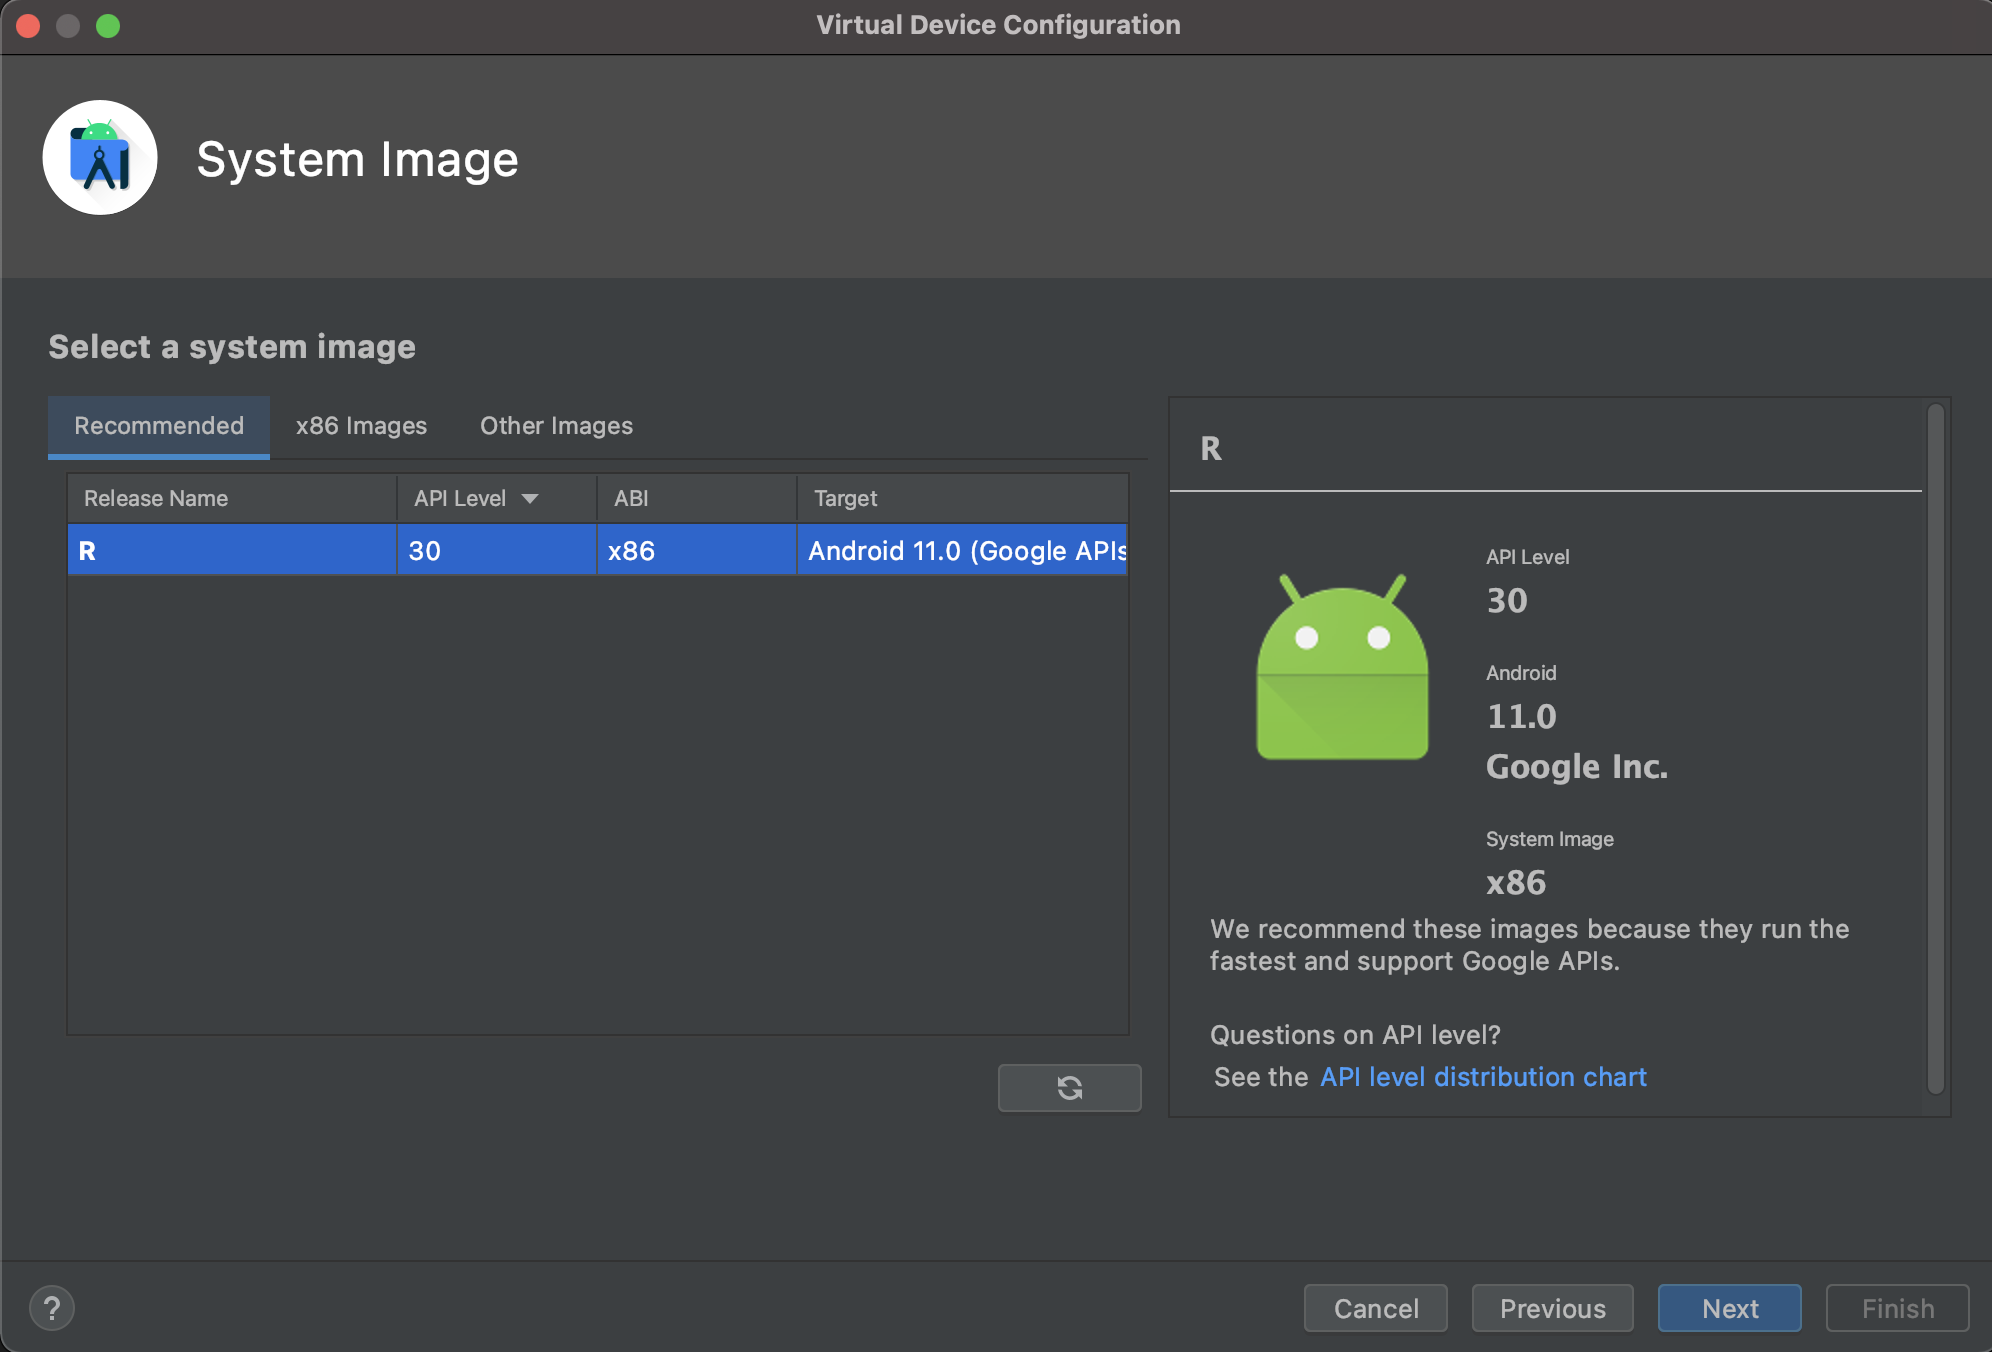 Virtual Device Configuration
System Image
Select a system image
Recommended
x86 Images
Other Images
Release Name
API Level
ABI
Target
R
30
x86
Android 11.0 (Google APIs
R
API Level
30
Android
11.0
Google Inc.
System Image
x86
We recommend these images because they run the
fastest and support Google APIs.
Questions on API level?
See the API level distribution chart
?
Cancel
Previous
Next
Finish